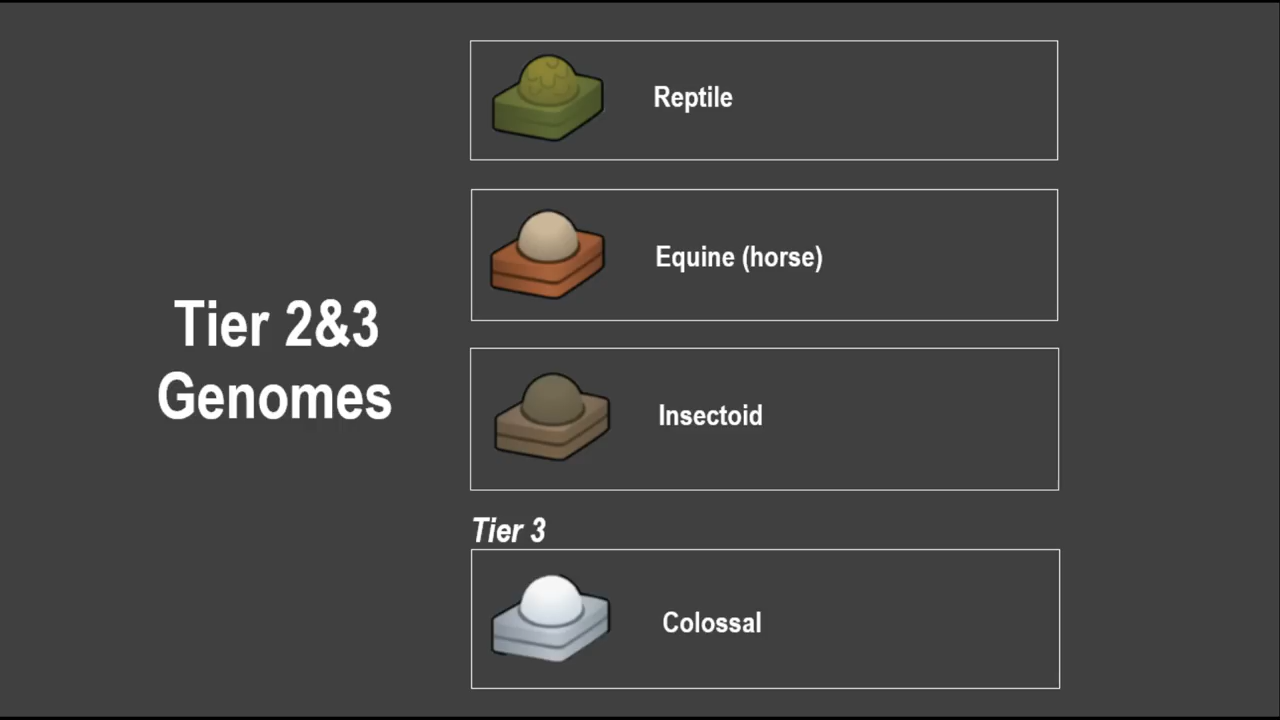 Tier 2&3
Genomes
Reptile
Equine (horse)
Insectoid
Tier 3
Colossal